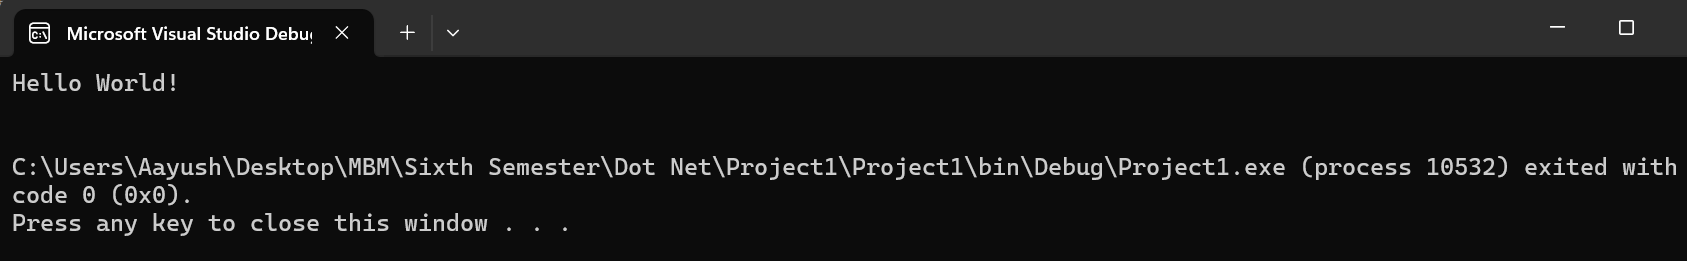 Microsoft Visual Studio Debu
Hello World!
C:\Users\Aayush\Desktop\MBM\Sixth Semester\Dot Net\Project1\Project1\bin\Debug\Project1.exe (process 10532) exited with
code 0 (0x0).
Press any key to close this window . . .